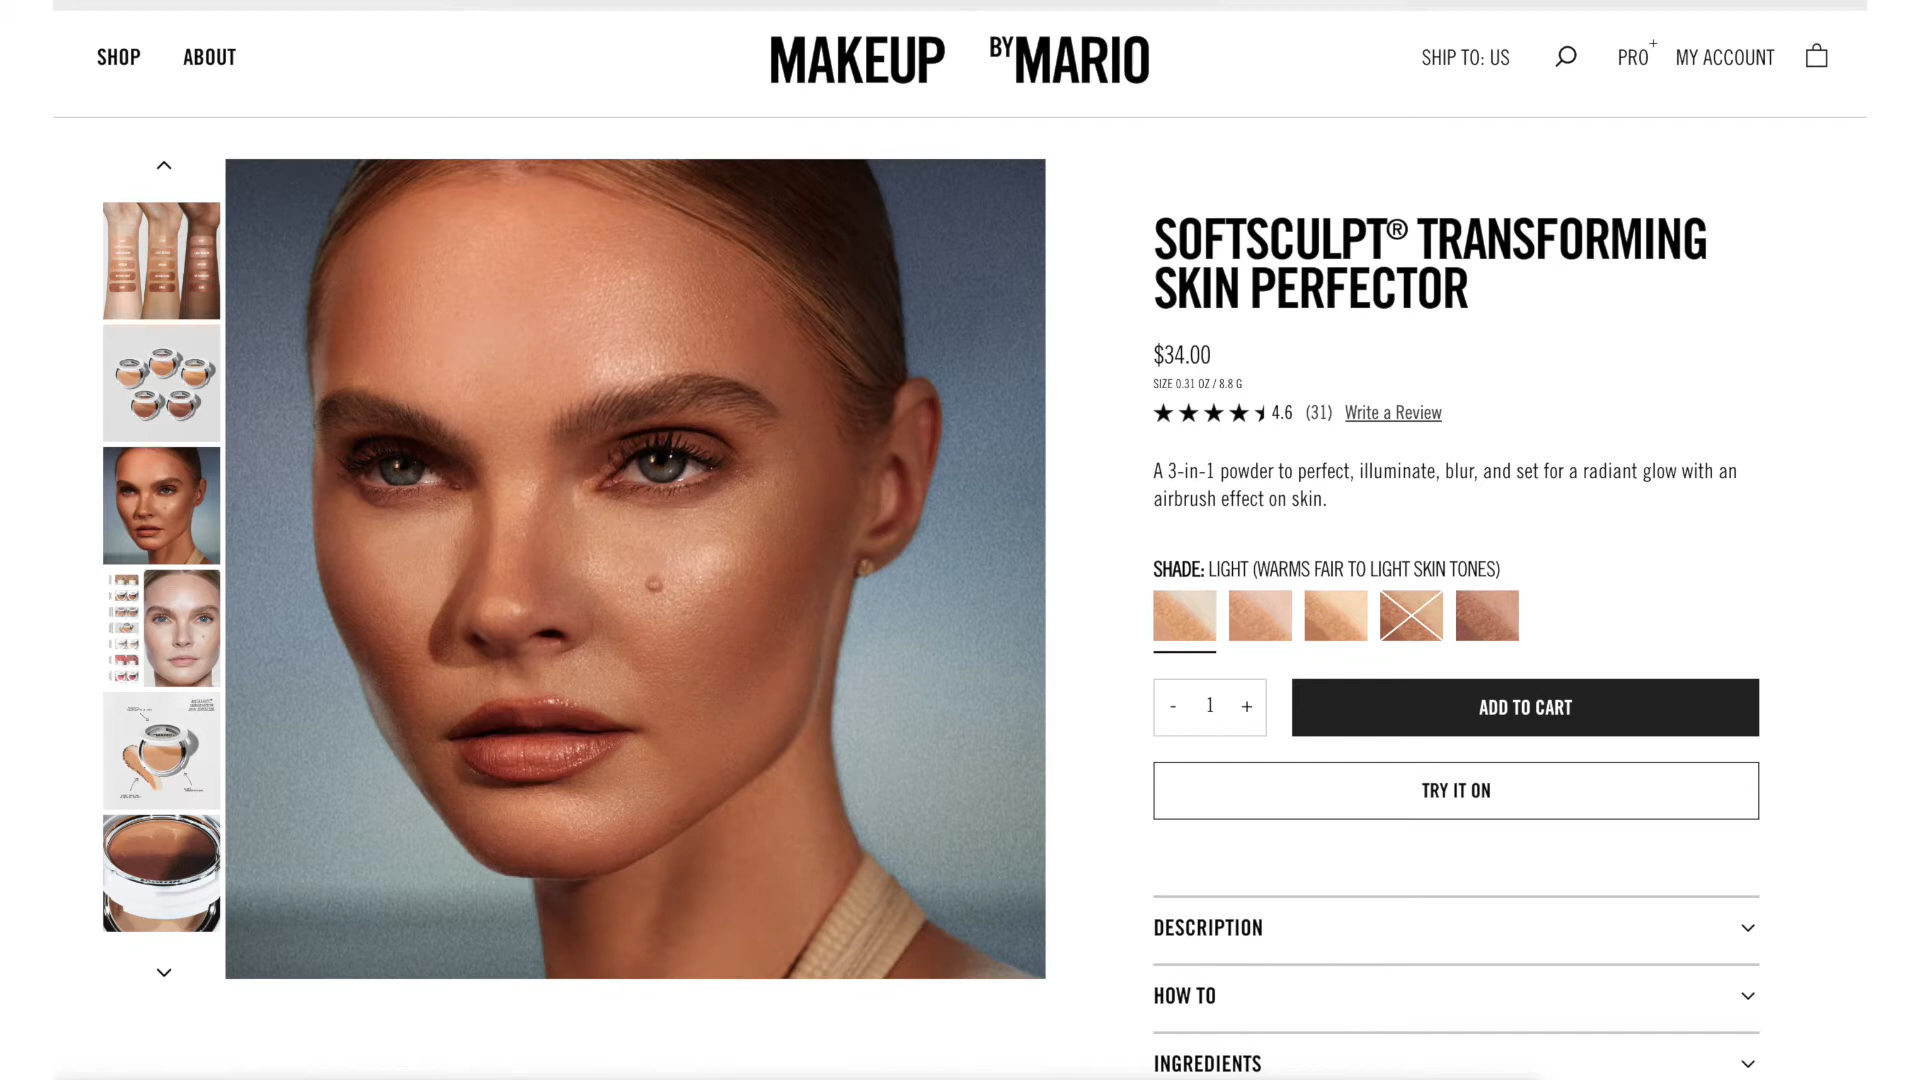 SHOP ABOUT MAKEUP BY MARIO SHIP TO: US PRO+ MY ACCOUNT
SOFTSCULPT® TRANSFORMING
SKIN PERFECTOR
$34.00
SIZE 0.31 OZ / 8.8 G
4.6 (31) Write a Review
A 3-in-1 powder to perfect, illuminate, blur, and set for a radiant glow with an
airbrush effect on skin.
SHADE: LIGHT (WARMS FAIR TO LIGHT SKIN TONES)
- 1 + ADD TO CART
TRY IT ON
DESCRIPTION
HOW TO
INGREDIENTS